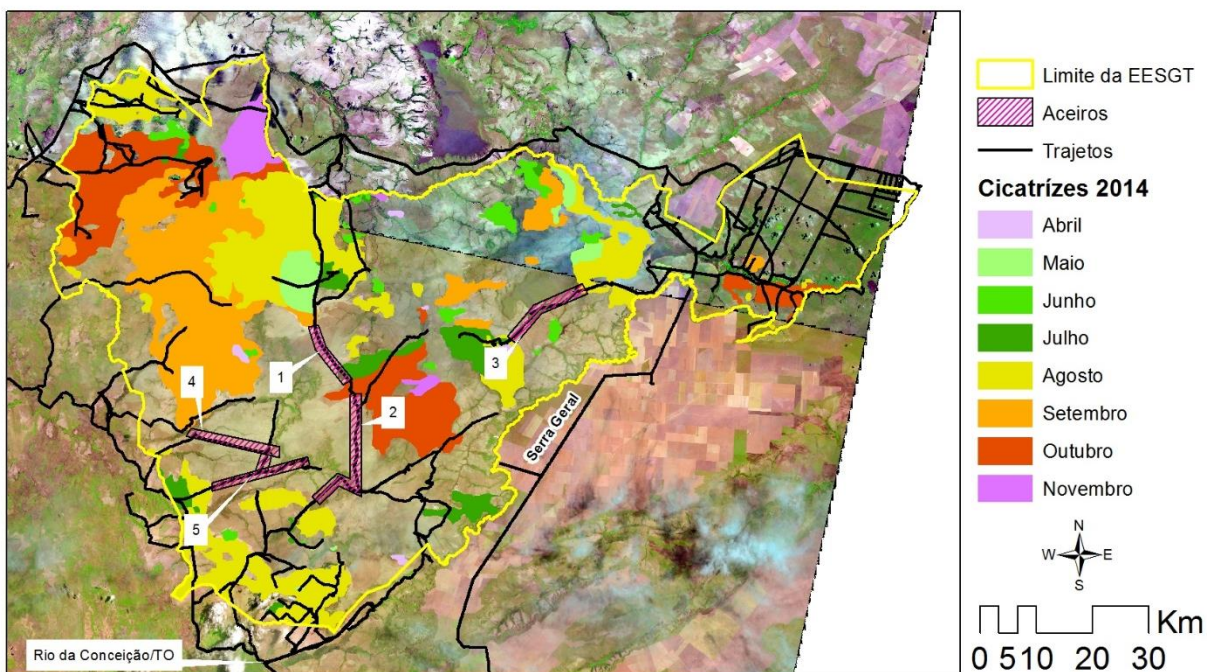 1
2
3
4
5
Serra Geral
Rio da Conceição/TO
Limite da EESGT
Aceiros
Trajetos
Cicatrízes 2014
Abril
Maio
Junho
Julho
Agosto
Setembro
Outubro
Novembro
N
W E
S
Km
0 5 10 20 30